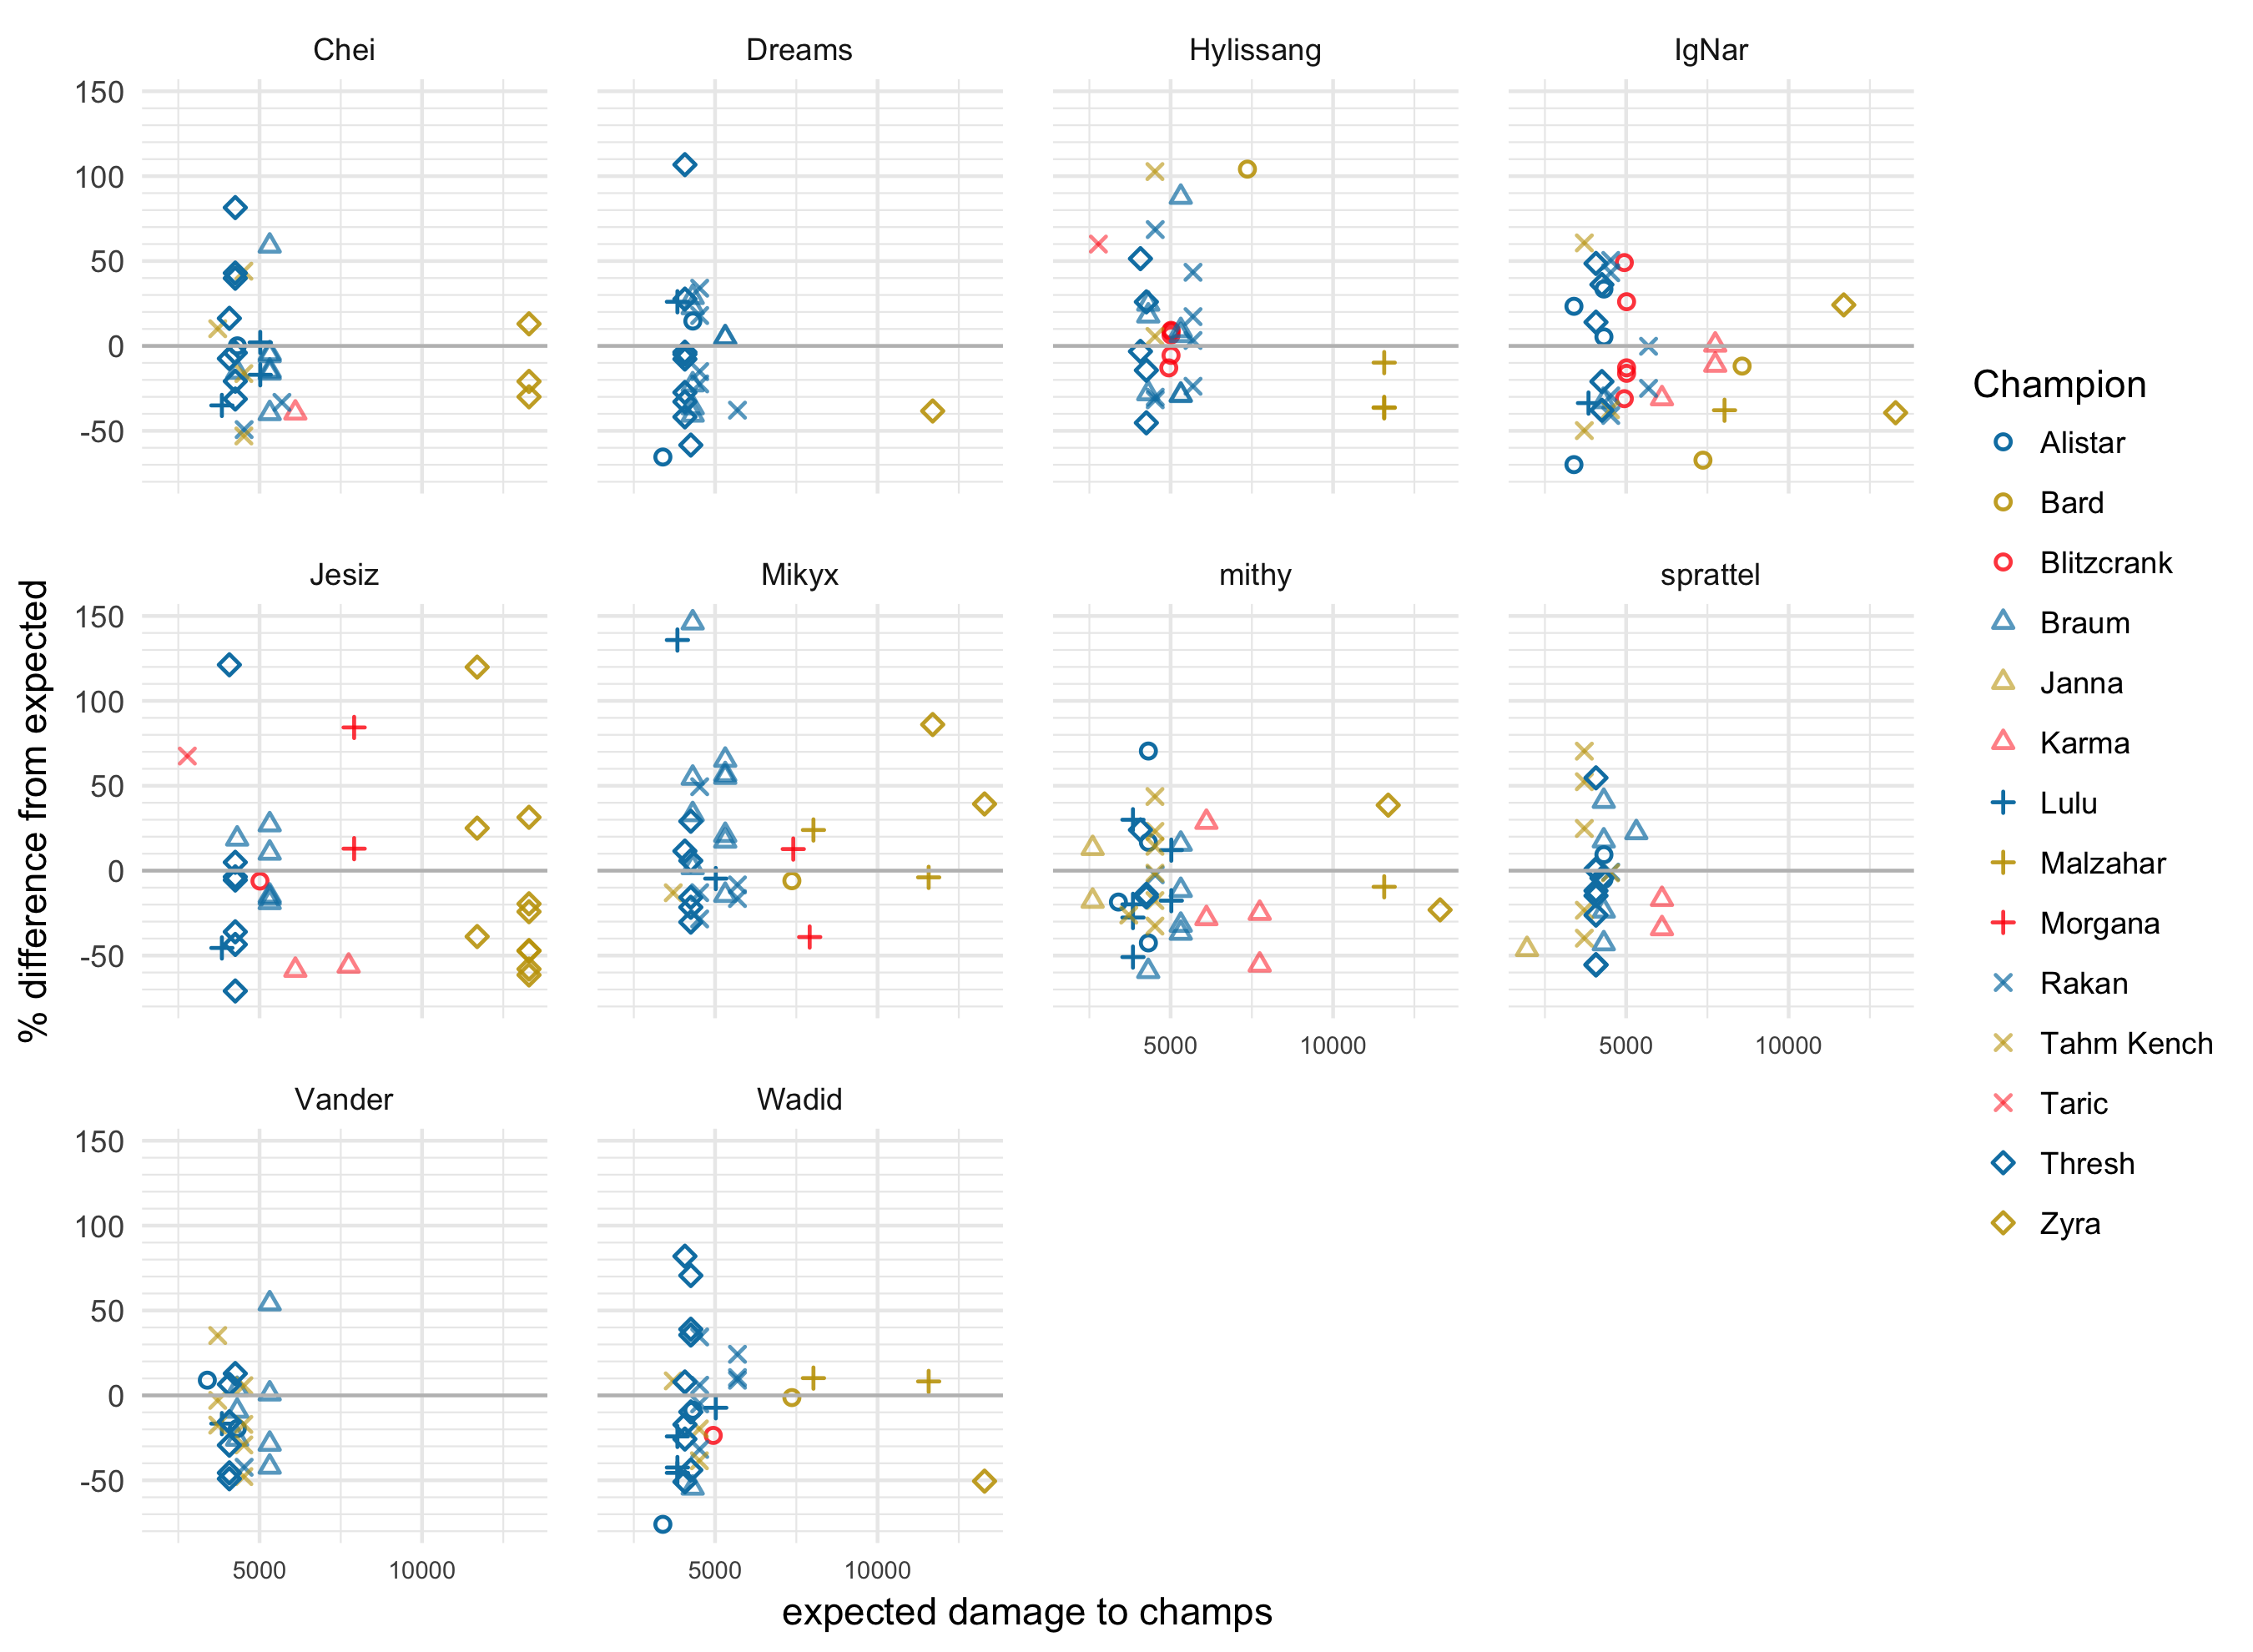 Chei Dreams Hylissang IgNar
150
100
50
0
-50
Jesiz Mikyx mithy sprattel
150
100
50
0
-50
5000 10000 5000 10000
Vander Wadid
150
100
50
0
-50
5000 10000 5000 10000
% difference from expected
expected damage to champs
Champion
Alistar
Bard
Blitzcrank
Braum
Janna
Karma
Lulu
Malzahar
Morgana
Rakan
Tahm Kench
Taric
Thresh
Zyra